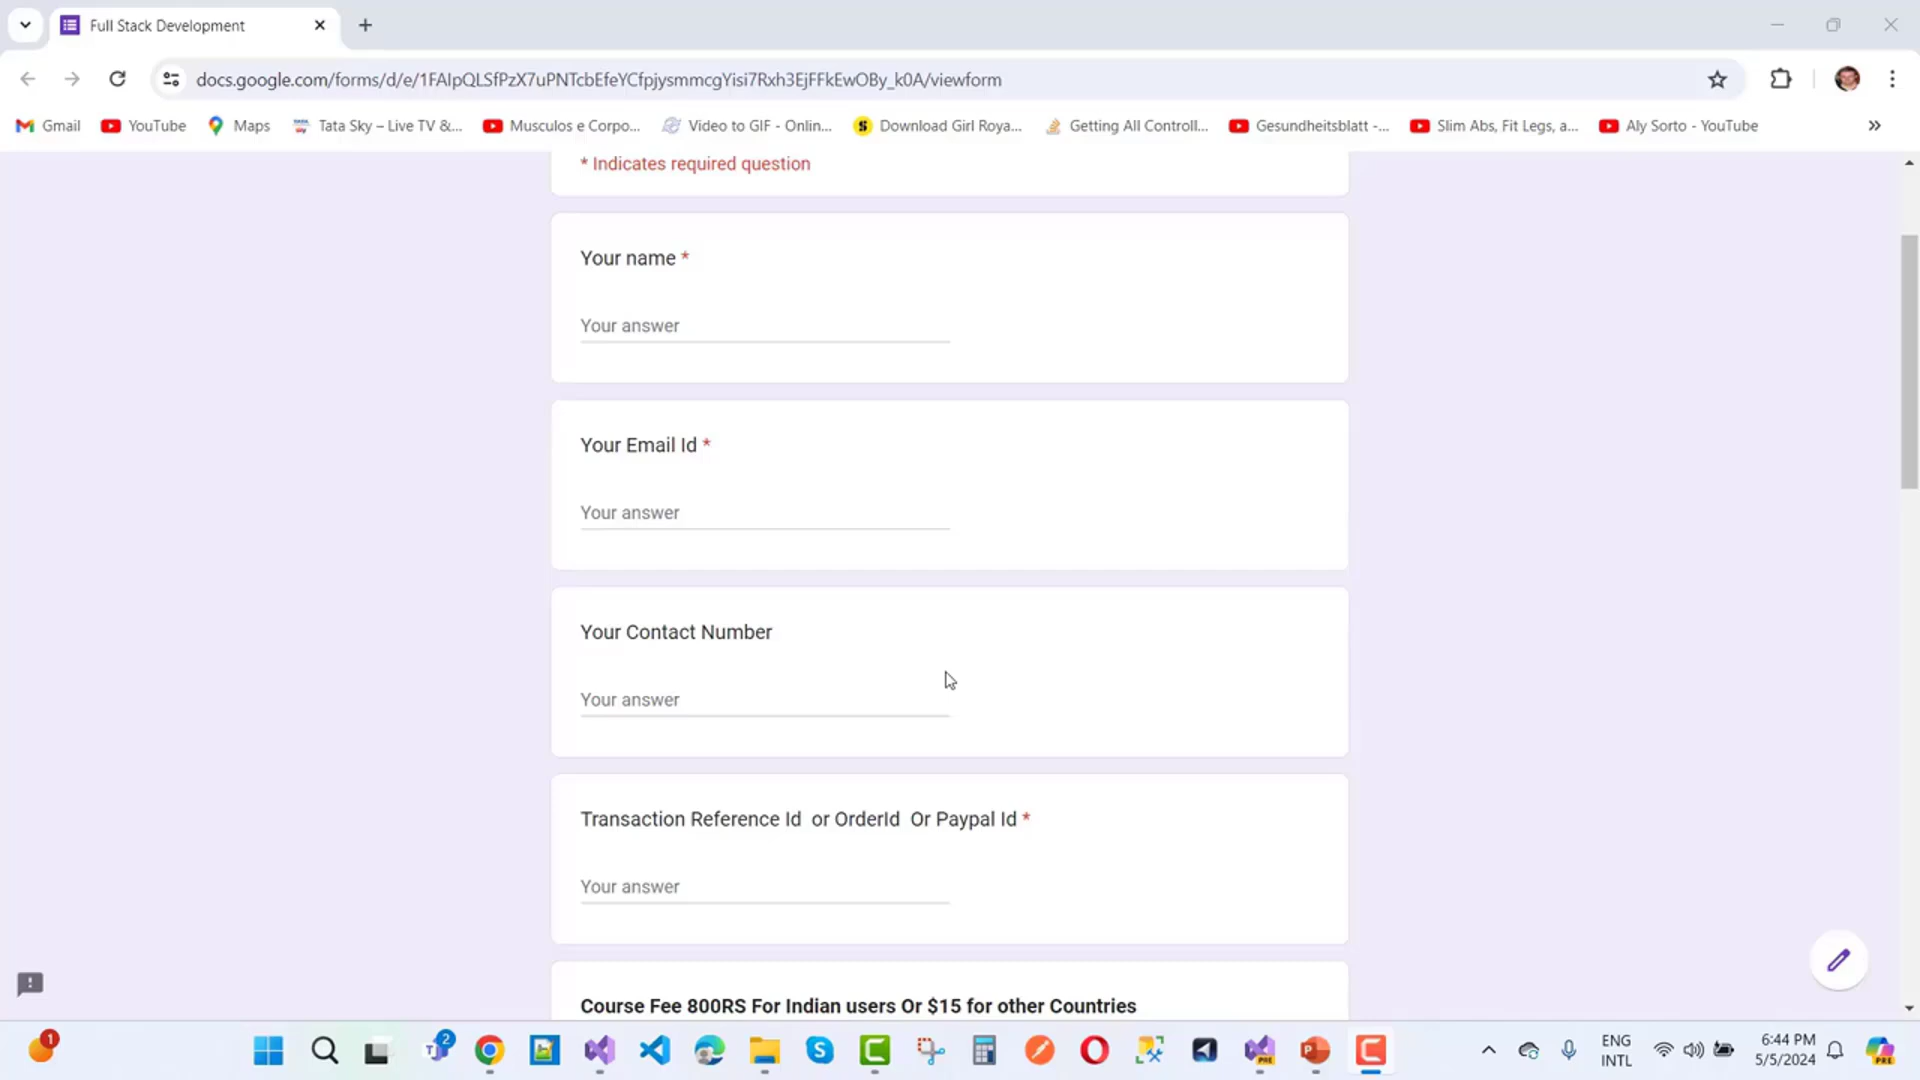 Full Stack Development
docs.google.com/forms/d/e/1FAIpQLSfPzX7uPNTcbEfeYCfpjysmmcgYisi7Rxh3EjFFkEwOBy_k0A/viewform
Gmail YouTube Maps Tata Sky – Live TV &... Musculos e Corpo... Video to GIF - Onlin... Download Girl Roya... Getting All Controll... Gesundheitsblatt -... Slim Abs, Fit Legs, a... Aly Sorto - YouTube »
* Indicates required question
Your name *
Your answer
Your Email Id *
Your answer
Your Contact Number
Your answer
Transaction Reference Id or OrderId Or Paypal Id *
Your answer
Course Fee 800RS For Indian users Or $15 for other Countries
1
2
PRE
ENG
INTL
6:44 PM
5/5/2024
PRE